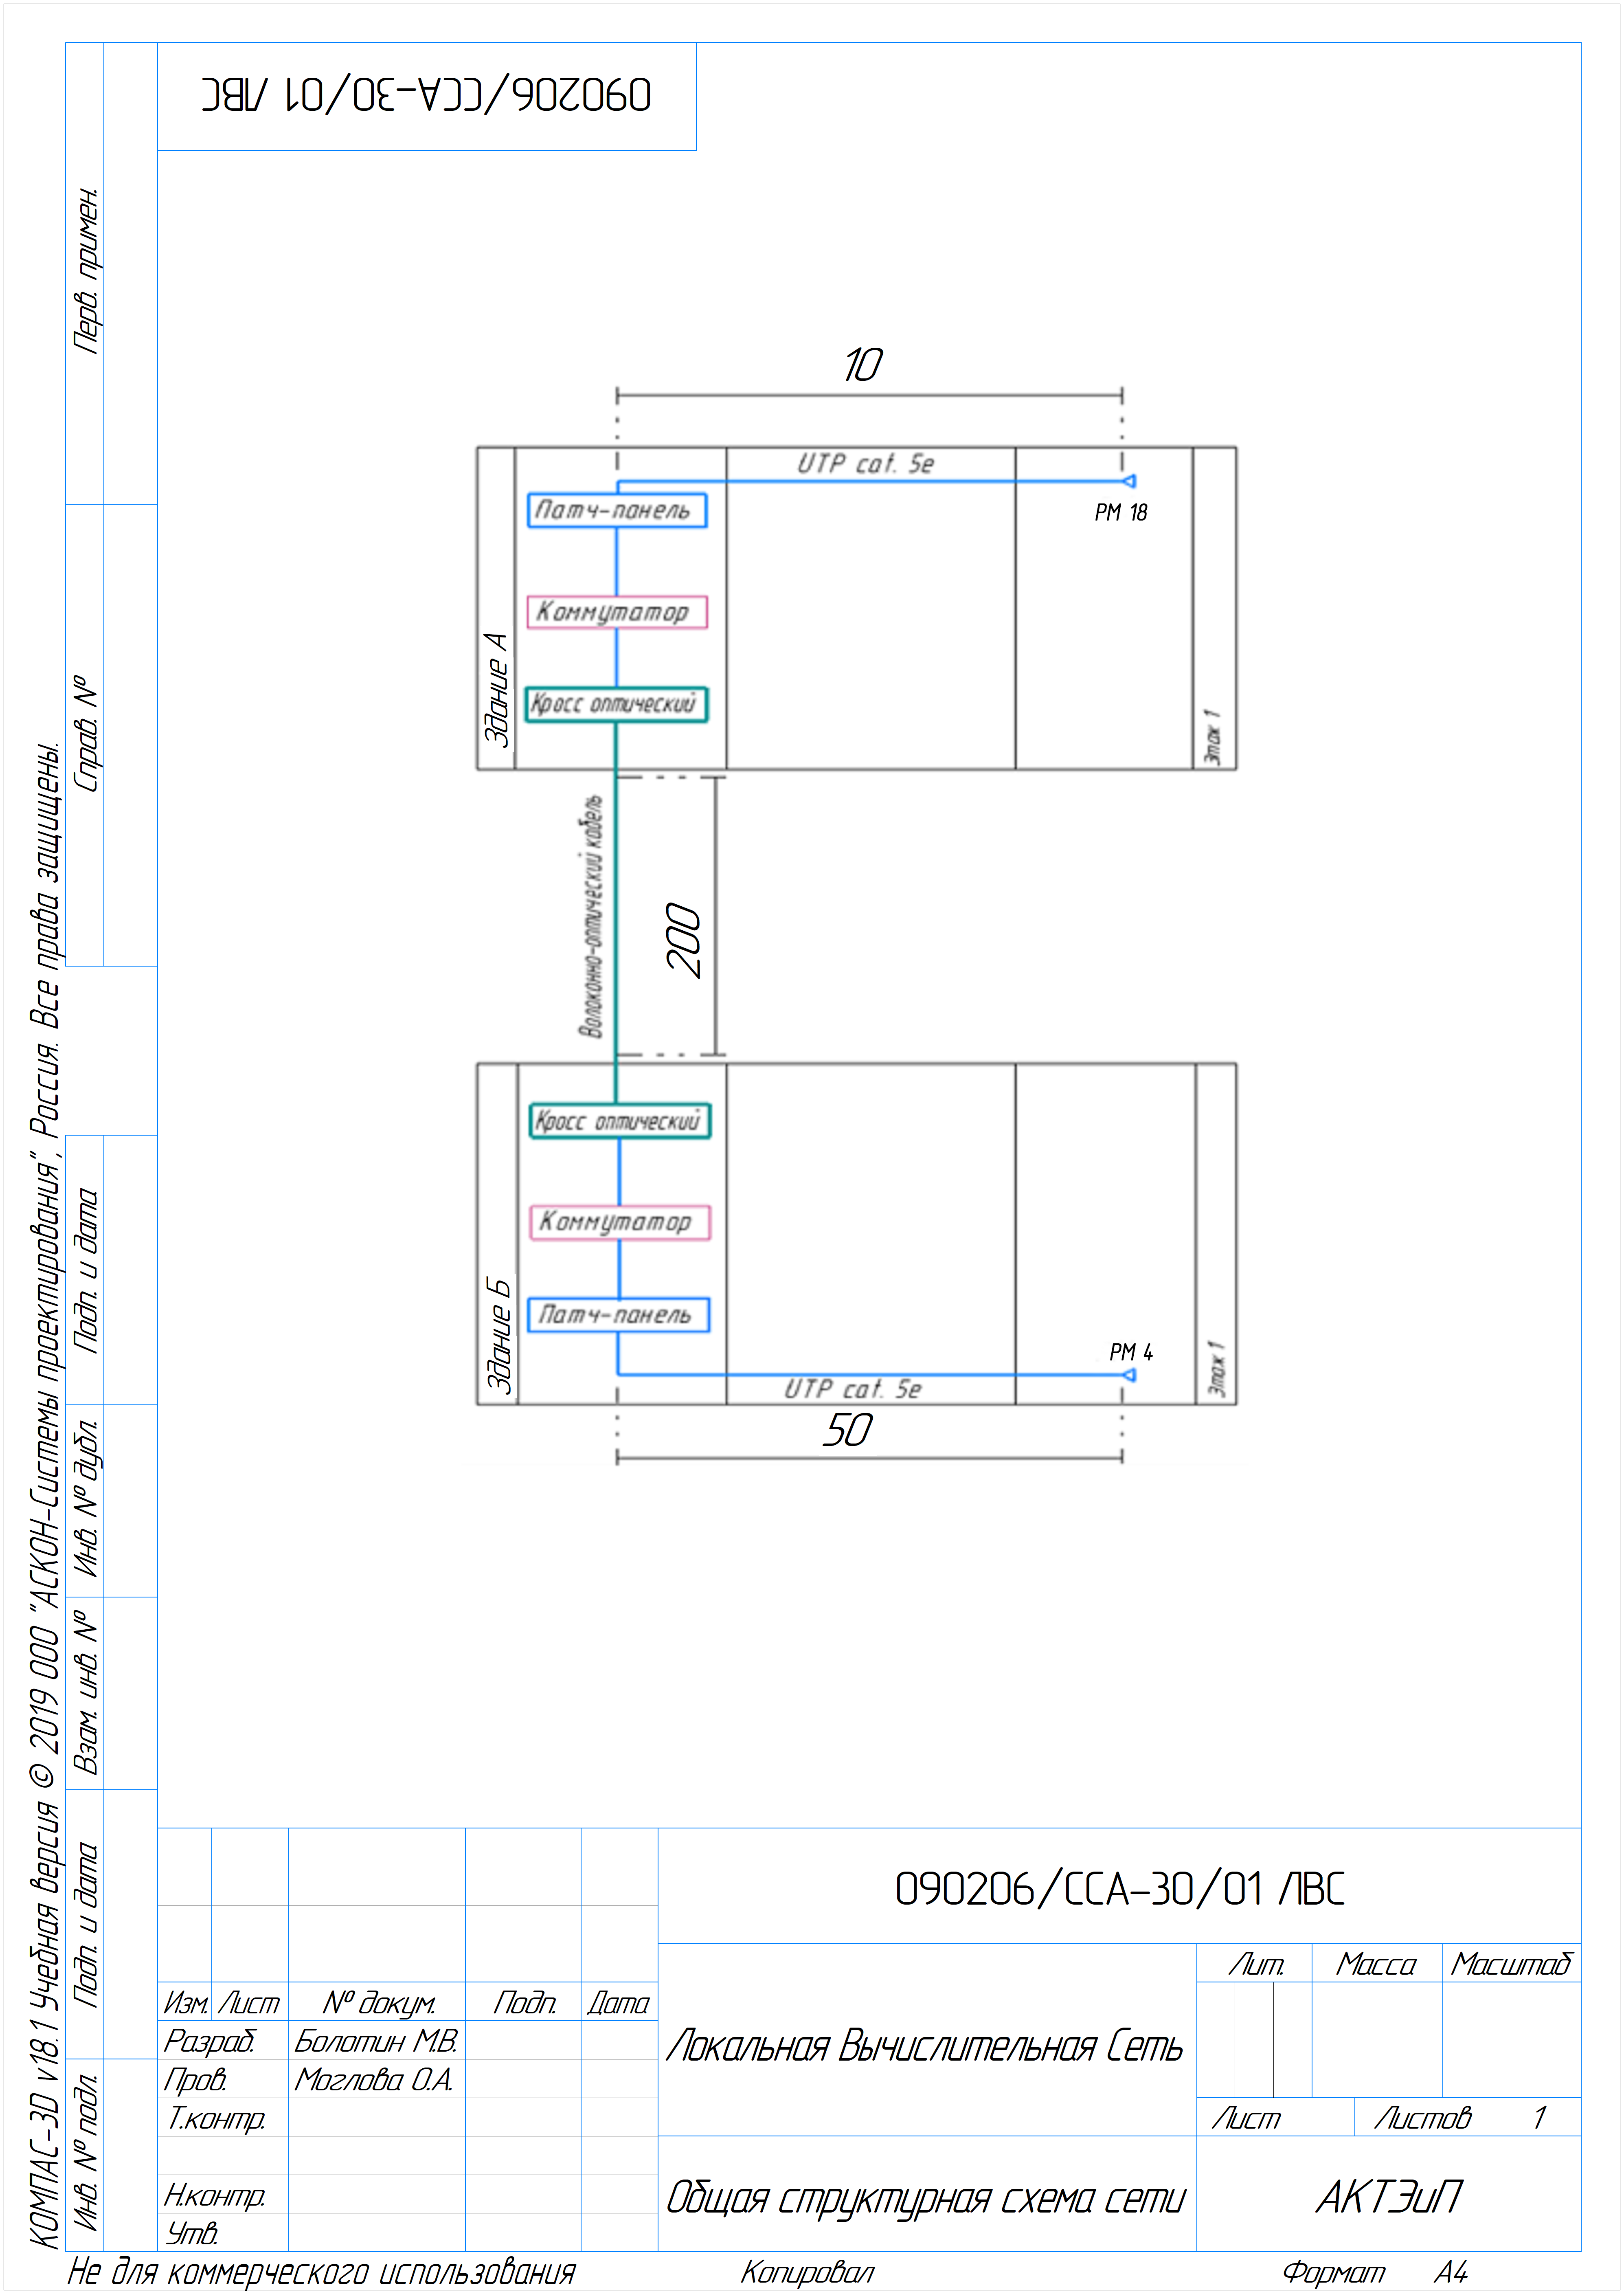 090206/ССА-30/01 ЛВС
Перв. примен.
Справ. №
Подп. и дата
Инв. № дубл.
Взам. инв. №
Подп. и дата
Инв. № подл.
КОМПАС-3D v18.1 Учебная версия © 2019 ООО "АСКОН-Системы проектирования", Россия. Все права защищены.
10
UTP cat. 5e
Патч-панель
РМ 18
Коммутатор
Здание А
Кросс оптический
Этаж 1
Волоконно-оптический кабель
200
Кросс оптический
Коммутатор
Здание Б
Патч-панель
РМ 4
Этаж 1
UTP cat. 5e
50
090206/ССА-30/01 ЛВС
Лит. Масса Масштаб
Изм. Лист № докум. Подп. Дата
Разраб. Болотин М.В.
Пров. Моглова О.А.
Т.контр.
Н.контр.
Утв.
Локальная Вычислительная Сеть
Лист Листов 1
Общая структурная схема сети
АКТЭиП
Не для коммерческого использования Копировал Формат А4